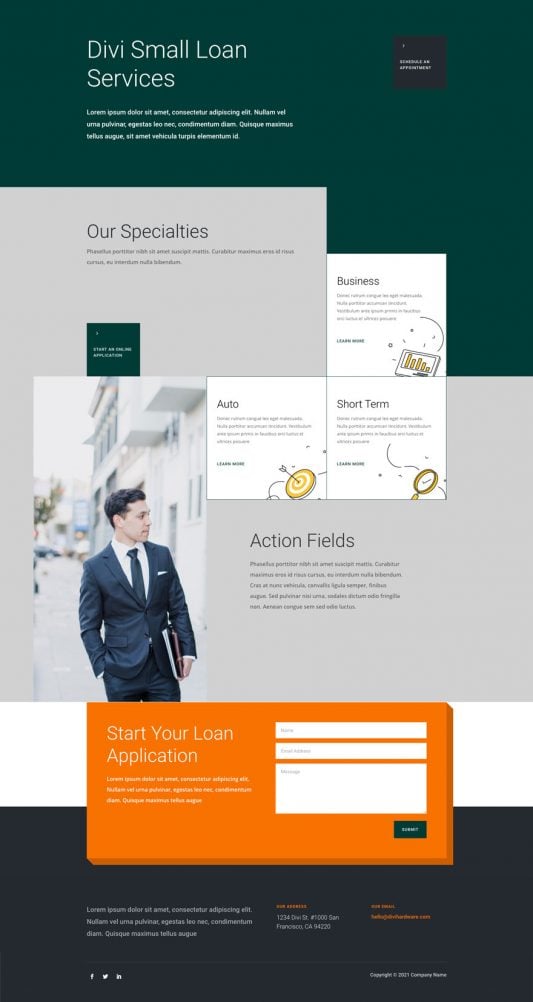 Divi Small Loan
Services
SCHEDULE AN
APPOINTMENT
Lorem ipsum dolor sit amet, consectetur adipiscing elit. Nullam vel
urna pulvinar, egestas leo nec, condimentum diam. Quisque maximus
tellus augue, sit amet vehicula turpis elementum id.
Our Specialties
Phasellus porttitor nibh sit amet suscipit mattis. Curabitur maximus eros id risus
cursus, eu interdum nulla bibendum.
START AN ONLINE
APPLICATION
Business
Donec rutrum congue leo eget malesuada.
Nulla porttitor accumsan tincidunt.
Vestibulum ante ipsum primis in faucibus
orci luctus et ultrices posuere
LEARN MORE
Auto
Donec rutrum congue leo eget malesuada.
Nulla porttitor accumsan tincidunt. Vestibulum
ante ipsum primis in faucibus orci luctus et
ultrices posuere
LEARN MORE
Short Term
Donec rutrum congue leo eget malesuada.
Nulla porttitor accumsan tincidunt. Vestibulum
ante ipsum primis in faucibus orci luctus et
ultrices posuere
LEARN MORE
Action Fields
Phasellus porttitor nibh sit amet suscipit mattis. Curabitur
maximus eros id risus cursus, eu interdum nulla bibendum.
Cras at nunc vehicula, convallis ligula semper, finibus
augue. Sed pulvinar nisi urna, sodales dictum odio fringilla
non. Aenean congue sem sed odio luctus.
Start Your Loan
Application
Lorem ipsum dolor sit amet, consectetur adipiscing elit.
Nullam vel urna pulvinar, egestas leo nec, condimentum
diam. Quisque maximus tellus augue
Name
Email Address
Message
SUBMIT
Lorem ipsum dolor sit amet, consectetur adipiscing elit.
Nullam vel urna pulvinar, egestas leo nec, condimentum
diam. Quisque maximus tellus augue
OUR ADDRESS
1234 Divi St. #1000 San
Francisco, CA 94220
OUR EMAIL
hello@divihardware.com
Copyright © 2021 Company Name